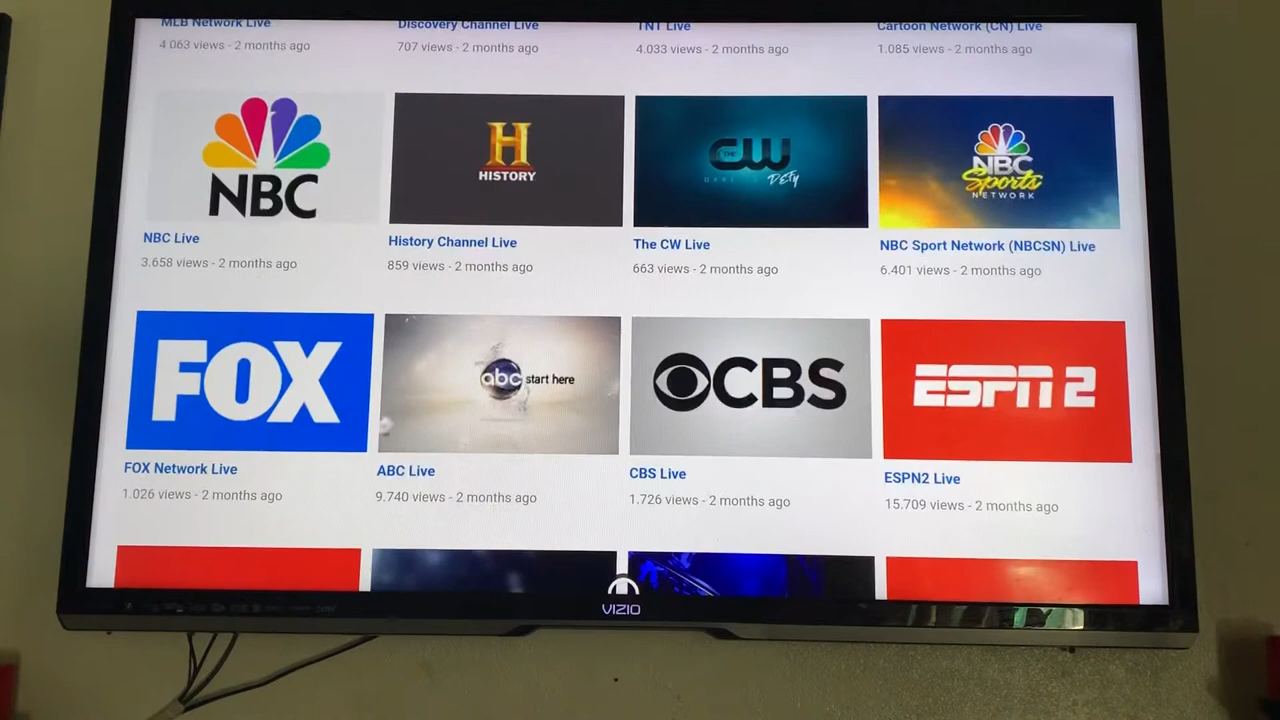 MLB Network Live
Discovery Channel Live
TNT Live
Cartoon Network (CN) Live
4 063 views - 2 months ago
707 views - 2 months ago
4.033 views - 2 months ago
1.085 views - 2 months ago
NBC
H
HISTORY
THE CW
DARE TO DEFY
NBC
Sports
NETWORK
NBC Live
History Channel Live
The CW Live
NBC Sport Network (NBCSN) Live
3.658 views - 2 months ago
859 views - 2 months ago
663 views - 2 months ago
6.401 views - 2 months ago
FOX
abc start here
CBS
ESPN 2
FOX Network Live
ABC Live
CBS Live
ESPN2 Live
1.026 views - 2 months ago
9.740 views - 2 months ago
1.726 views - 2 months ago
15.709 views - 2 months ago
VIZIO